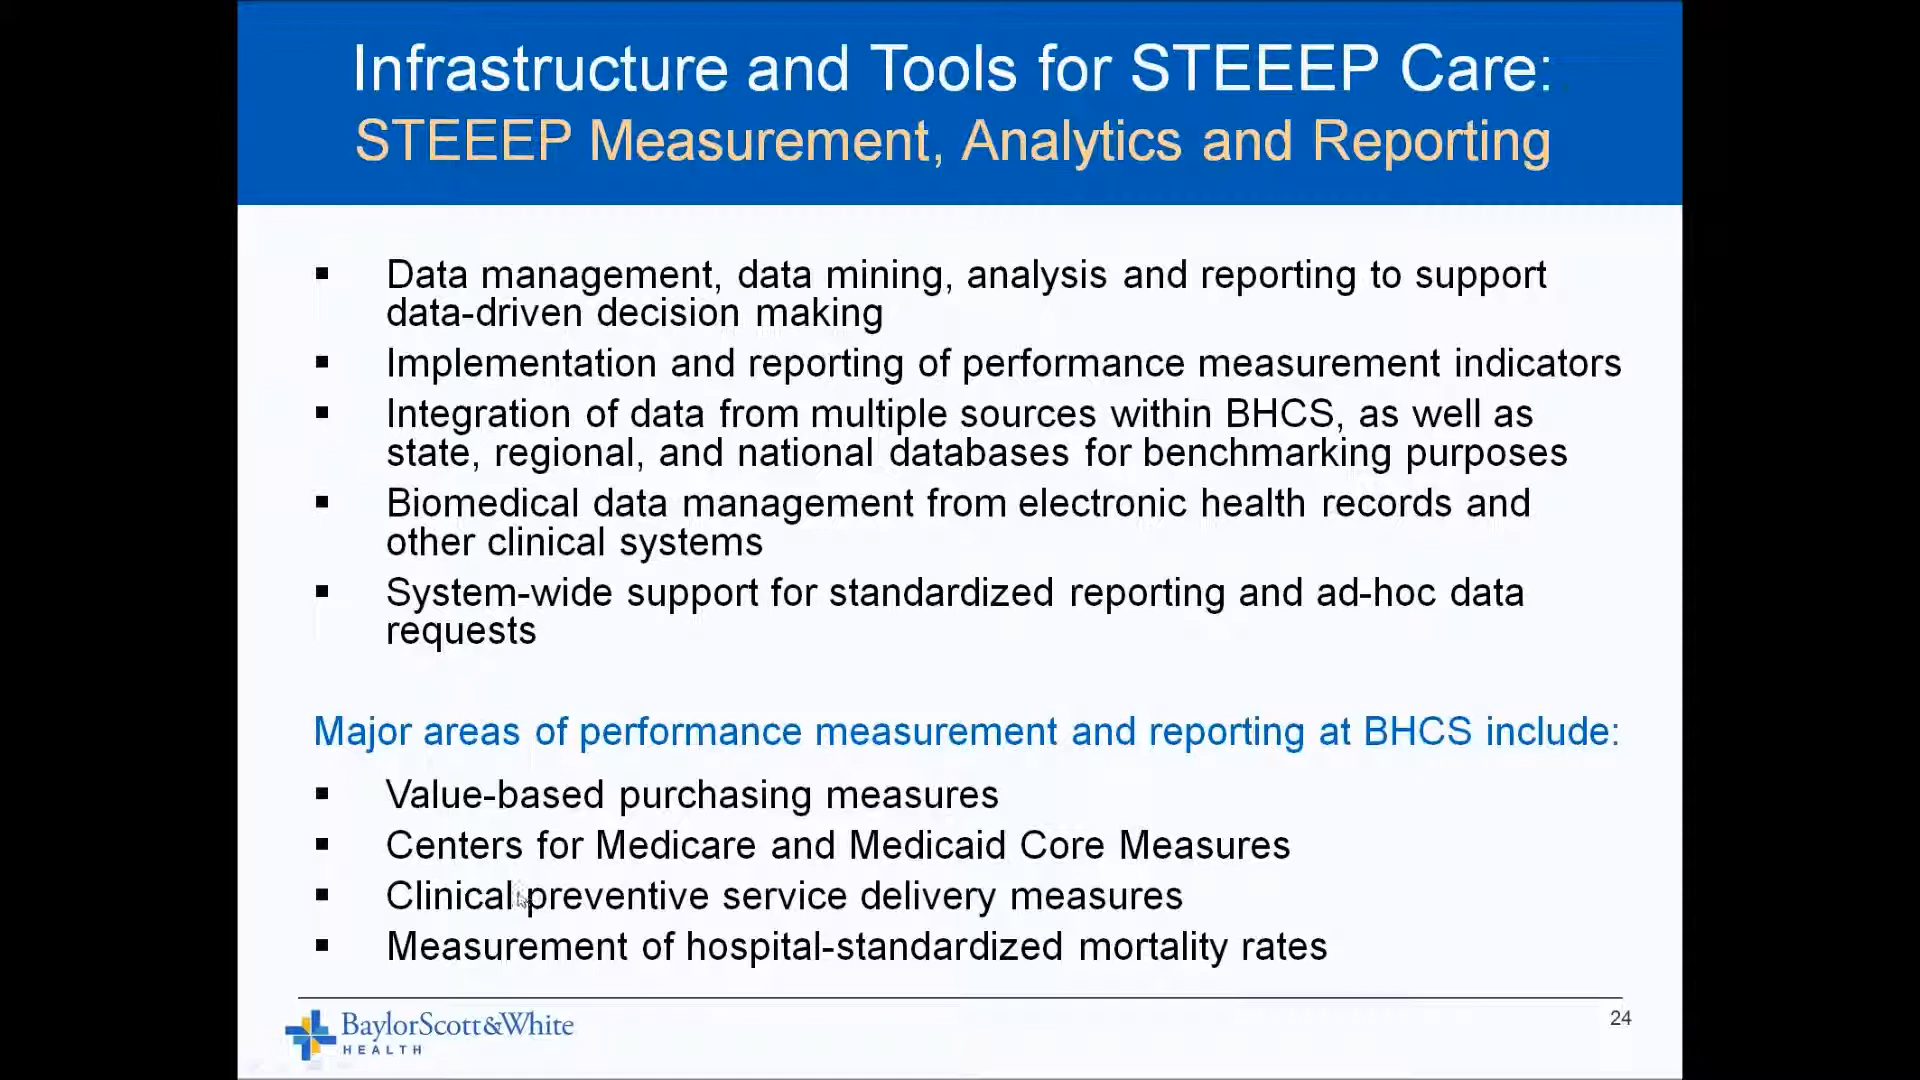 Infrastructure and Tools for STEEEP Care:
STEEEP Measurement, Analytics and Reporting
▪ Data management, data mining, analysis and reporting to support
data-driven decision making
▪ Implementation and reporting of performance measurement indicators
▪ Integration of data from multiple sources within BHCS, as well as
state, regional, and national databases for benchmarking purposes
▪ Biomedical data management from electronic health records and
other clinical systems
▪ System-wide support for standardized reporting and ad-hoc data
requests
Major areas of performance measurement and reporting at BHCS include:
▪ Value-based purchasing measures
▪ Centers for Medicare and Medicaid Core Measures
▪ Clinical preventive service delivery measures
▪ Measurement of hospital-standardized mortality rates
BaylorScott&White
HEALTH
24